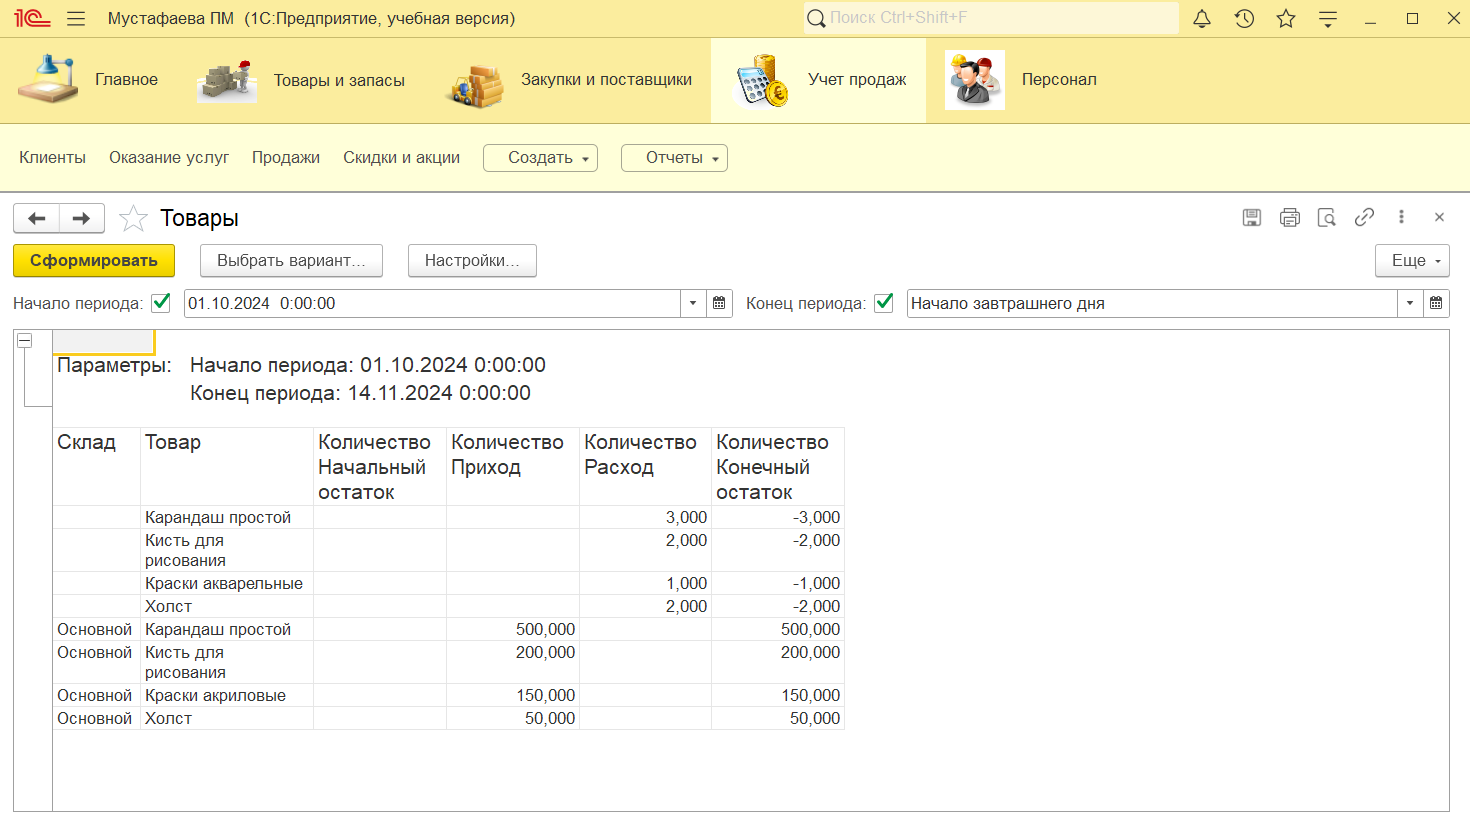 1С Мустафаева ПМ (1С:Предприятие, учебная версия) Поиск Ctrl+Shift+F
Главное Товары и запасы Закупки и поставщики Учет продаж Персонал
Клиенты Оказание услуг Продажи Скидки и акции Создать Отчеты
Товары
Сформировать Выбрать вариант... Настройки... Еще
Начало периода: 01.10.2024 0:00:00 Конец периода: Начало завтрашнего дня
Параметры: Начало периода: 01.10.2024 0:00:00
Конец периода: 14.11.2024 0:00:00
Склад Товар Количество Количество Количество Количество
Начальный Приход Расход Конечный
остаток остаток
Карандаш простой 3,000 -3,000
Кисть для 2,000 -2,000
рисования
Краски акварельные 1,000 -1,000
Холст 2,000 -2,000
Основной Карандаш простой 500,000 500,000
Основной Кисть для 200,000 200,000
рисования
Основной Краски акриловые 150,000 150,000
Основной Холст 50,000 50,000